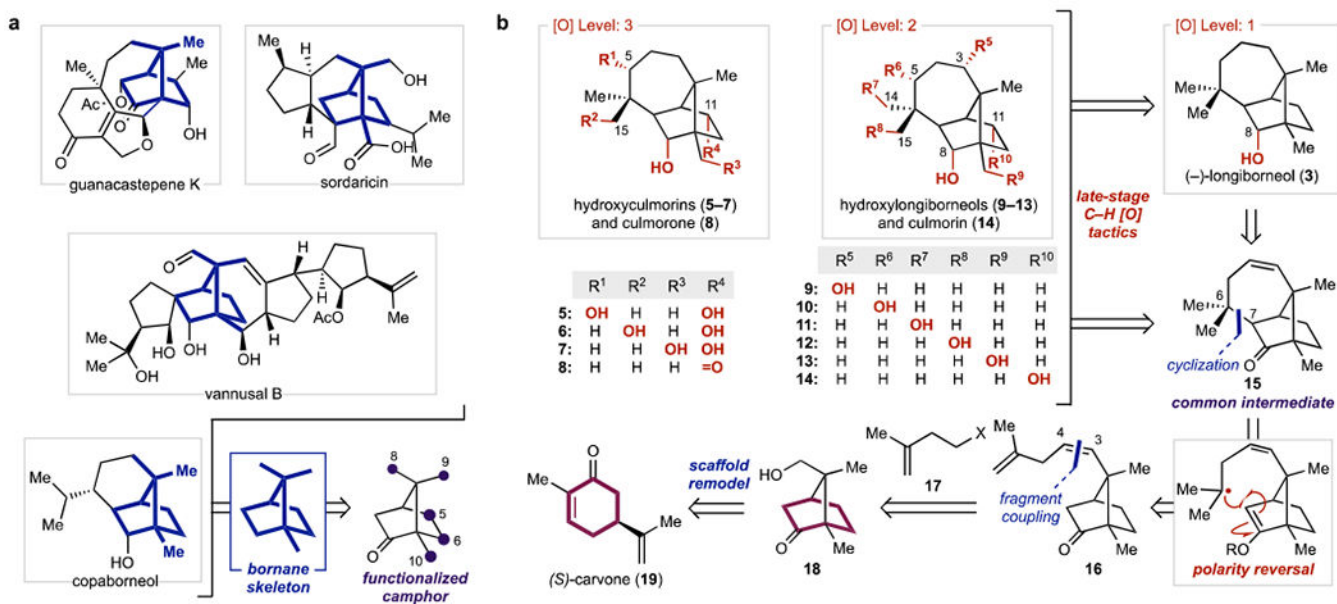 a
Me
Me
Me
Ac
O
O
O
O
OH
guanacastepene K
Me
H
H
OH
O
O
OH
Me
Me
sordaricin
O
H
H
H
AcO
Me
Me
Me
OH
HO
OH
OH
vannusal B
Me
Me
Me
H
Me
HO
copaborneol
bornane
skeleton
8
9
5
6
10
O
functionalized
camphor
b
[O] Level: 3
R1
5
Me
Me
R2
15
11
HO
R4
R3
hydroxyculmorins (5–7)
and culmorone (8)
R1 R2 R3 R4
5: OH H H OH
6: H OH H OH
7: H H OH OH
8: H H H =O
[O] Level: 2
R5
3
R6
5
R7
14
Me
R8
15
11
8
HO
R10
R9
hydroxylongiborneols (9–13)
and culmorin (14)
R5 R6 R7 R8 R9 R10
9: OH H H H H H
10: H OH H H H H
11: H H OH H H H
12: H H H OH H H
13: H H H H OH H
14: H H H H H OH
late-stage
C–H [O]
tactics
[O] Level: 1
Me
Me
Me
8
Me
HO
(–)-longiborneol (3)
6
Me
Me
Me
7
O
Me
cyclization
15
common intermediate
Me
Me
Me
RO
Me
polarity reversal
Me
4
3
Me
fragment
coupling
O
Me
16
Me
X
17
HO
Me
O
Me
18
scaffold
remodel
O
Me
Me
(S)-carvone (19)